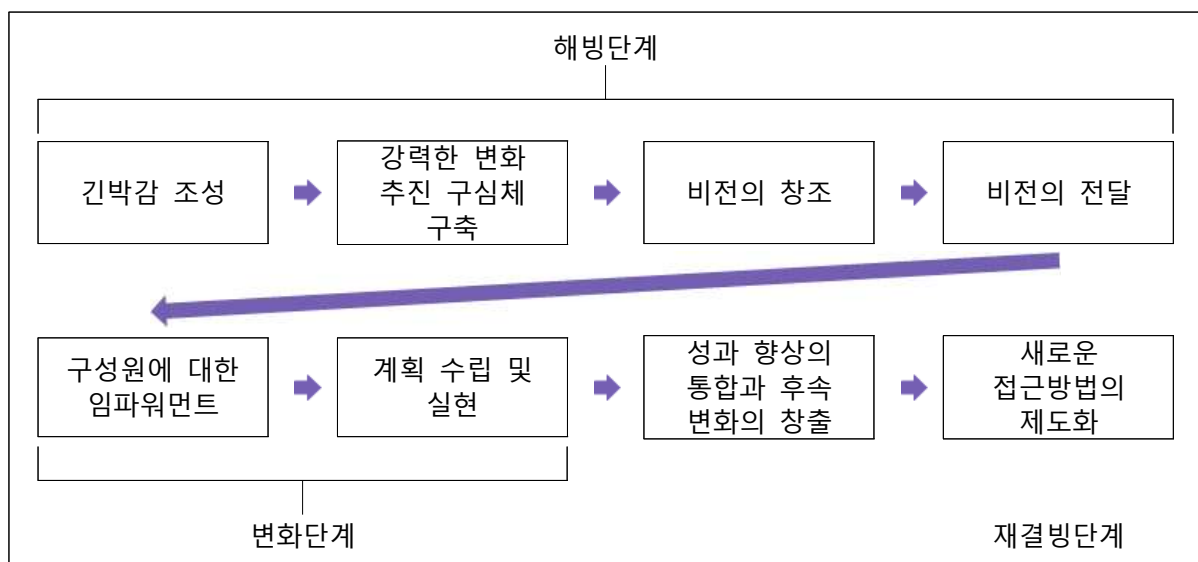 해빙단계
긴박감 조성
강력한 변화
추진 구심체
구축
비전의 창조
비전의 전달
구성원에 대한
임파워먼트
계획 수립 및
실현
성과 향상의
통합과 후속
변화의 창출
새로운
접근방법의
제도화
변화단계
재결빙단계